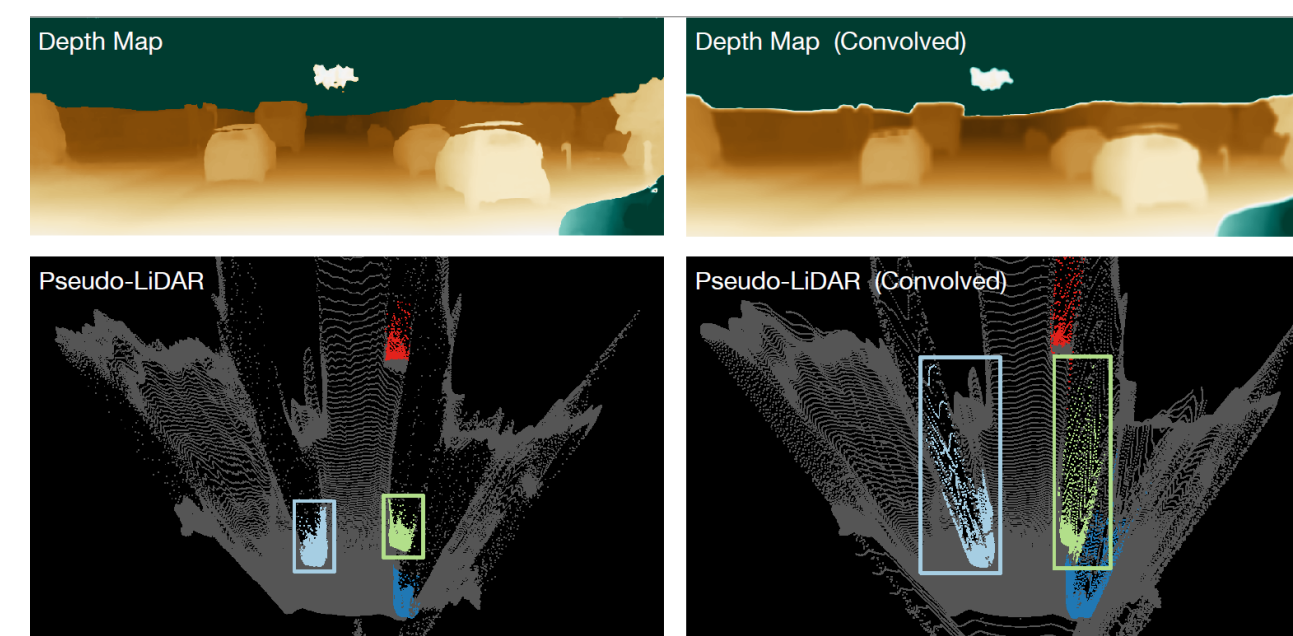 Depth Map
Depth Map (Convolved)
Pseudo-LiDAR
Pseudo-LiDAR (Convolved)